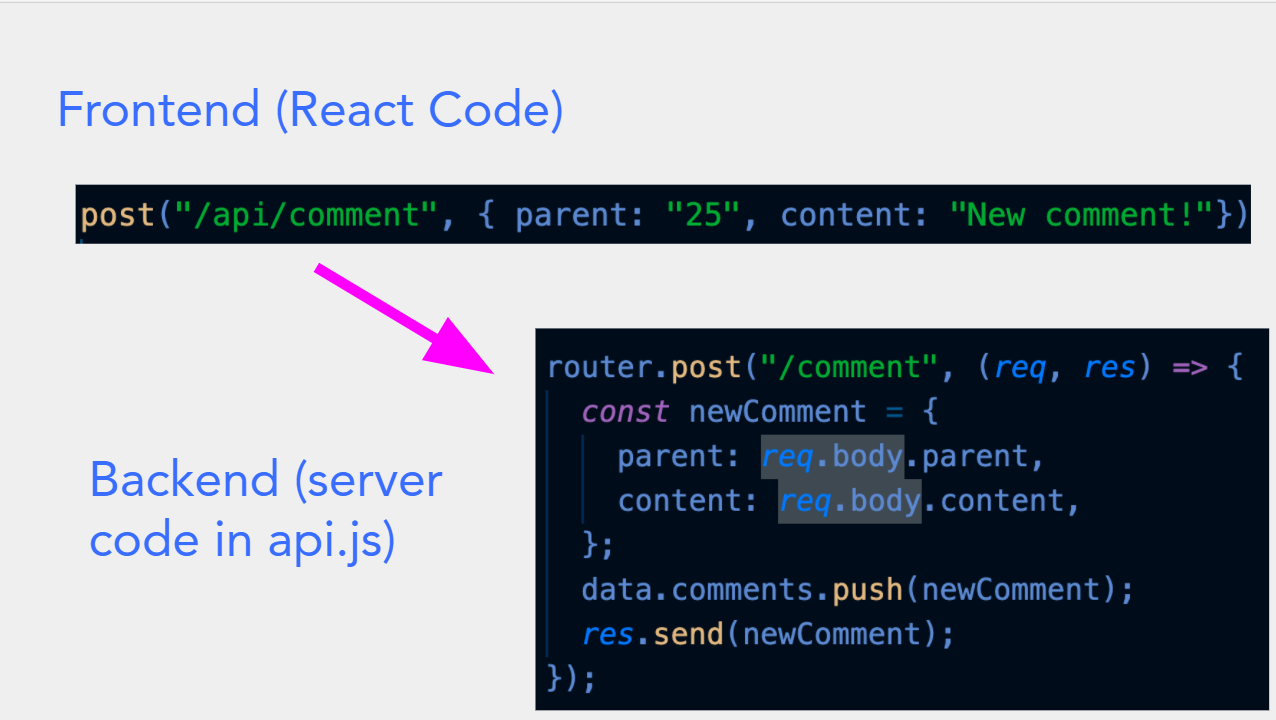 Frontend (React Code)
post("/api/comment", { parent: "25", content: "New comment!"})
Backend (server
code in api.js)
router.post("/comment", (req, res) => {
  const newComment = {
    parent: req.body.parent,
    content: req.body.content,
  };
  data.comments.push(newComment);
  res.send(newComment);
});